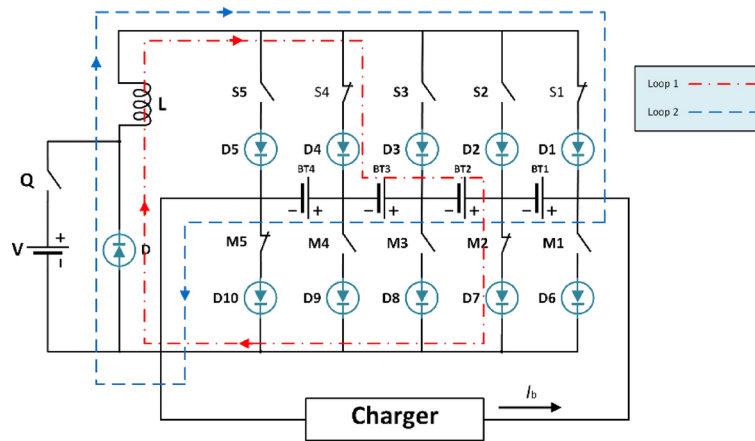 L
S5
S4
S3
S2
S1
Loop 1
Loop 2
D5
D4
D3
D2
D1
BT4
BT3
BT2
BT1
Q
− +
− +
− +
− +
V
+
−
D
M5
M4
M3
M2
M1
D10
D9
D8
D7
D6
Charger
Ib